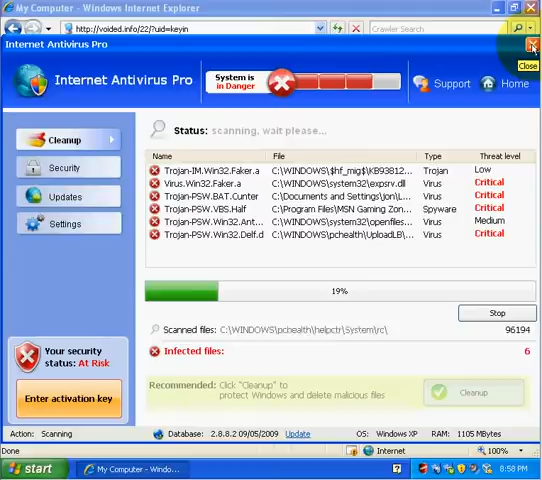 My Computer - Windows Internet Explorer
http://voided.info/22/?uid=keyin
Crawler Search
Internet Antivirus Pro
Close
Internet Antivirus Pro
System is
in Danger
Support
Home
Cleanup
Security
Updates
Settings
Status: scanning, wait please...
Name File Type Threat level
Trojan-IM.Win32.Faker.a C:\WINDOWS\$hf_mig$\KB93812... Trojan Low
Virus.Win32.Faker.a C:\WINDOWS\system32\expsrv.dll Virus Critical
Trojan-PSW.BAT.Cunter C:\Documents and Settings\jon\L... Virus Critical
Trojan-PSW.VBS.Half C:\Program Files\MSN Gaming Zon... Spyware Critical
Trojan-PSW.Win32.Ant... C:\WINDOWS\system32\openfiles... Virus Medium
Trojan-PSW.Win32.Delf.d C:\WINDOWS\pchealth\UploadLB\... Virus Critical
19%
Stop
Scanned files: C:\WINDOWS\pchealth\helpctr\System\rc\ 96194
Infected files: 6
Your security
status: At Risk
Enter activation key
Recommended: Click "Cleanup" to
protect Windows and delete malicious files
Cleanup
Action: Scanning Database: 2.8.8.2 09/05/2009 Update OS: Windows XP RAM: 1105 MBytes
Done Internet 100%
start My Computer - Windo... ? 8:58 PM